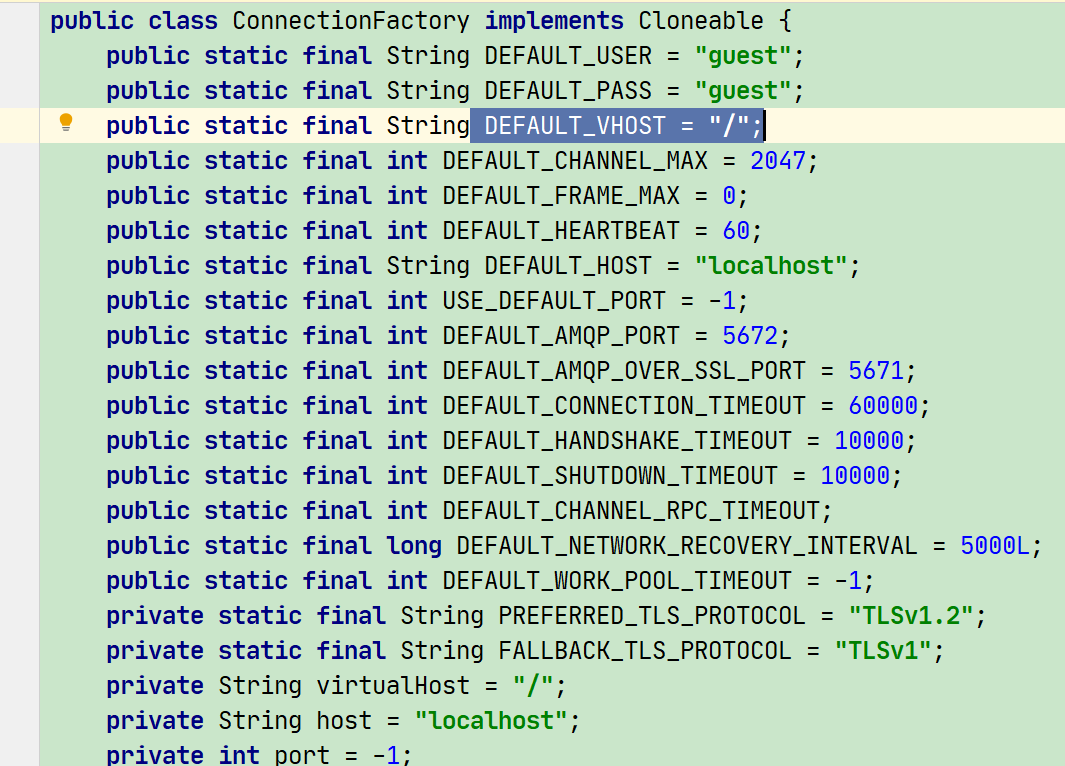 public class ConnectionFactory implements Cloneable {
public static final String DEFAULT_USER = "guest";
public static final String DEFAULT_PASS = "guest";
public static final String DEFAULT_VHOST = "/";
public static final int DEFAULT_CHANNEL_MAX = 2047;
public static final int DEFAULT_FRAME_MAX = 0;
public static final int DEFAULT_HEARTBEAT = 60;
public static final String DEFAULT_HOST = "localhost";
public static final int USE_DEFAULT_PORT = -1;
public static final int DEFAULT_AMQP_PORT = 5672;
public static final int DEFAULT_AMQP_OVER_SSL_PORT = 5671;
public static final int DEFAULT_CONNECTION_TIMEOUT = 60000;
public static final int DEFAULT_HANDSHAKE_TIMEOUT = 10000;
public static final int DEFAULT_SHUTDOWN_TIMEOUT = 10000;
public static final int DEFAULT_CHANNEL_RPC_TIMEOUT;
public static final long DEFAULT_NETWORK_RECOVERY_INTERVAL = 5000L;
public static final int DEFAULT_WORK_POOL_TIMEOUT = -1;
private static final String PREFERRED_TLS_PROTOCOL = "TLSv1.2";
private static final String FALLBACK_TLS_PROTOCOL = "TLSv1";
private String virtualHost = "/";
private String host = "localhost";
private int port = -1;